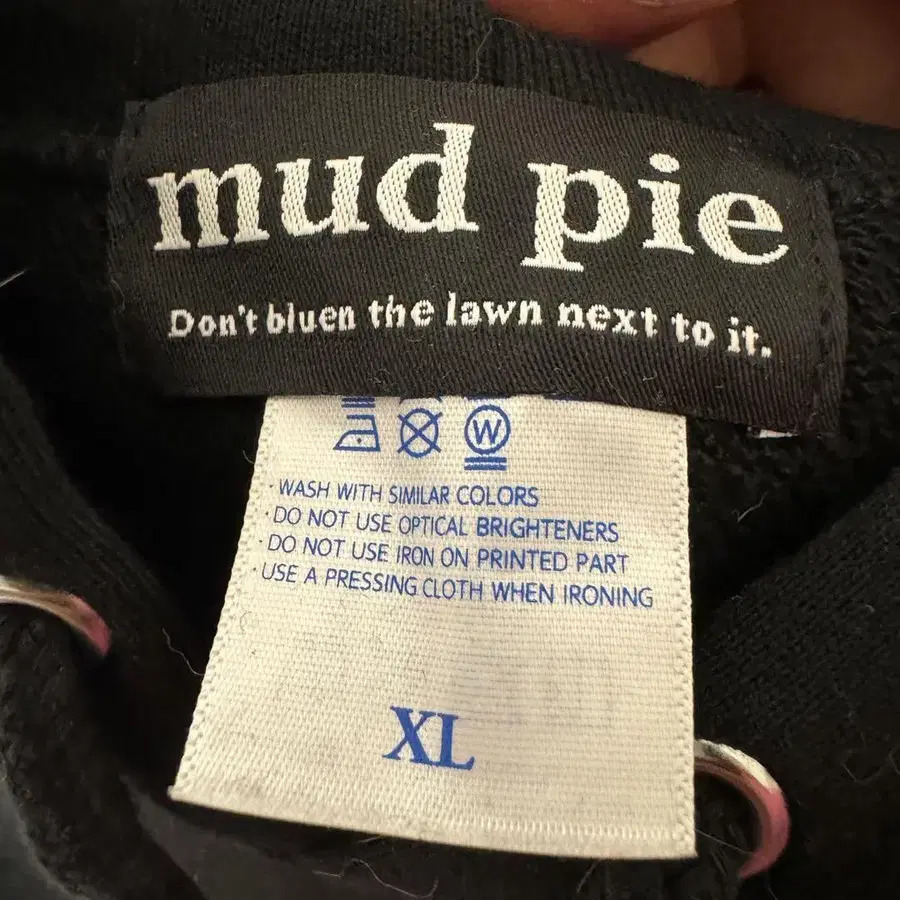 mud pie
Don't bluen the lawn next to it.
W
· WASH WITH SIMILAR COLORS
· DO NOT USE OPTICAL BRIGHTENERS
· DO NOT USE IRON ON PRINTED PART
· USE A PRESSING CLOTH WHEN IRONING
XL